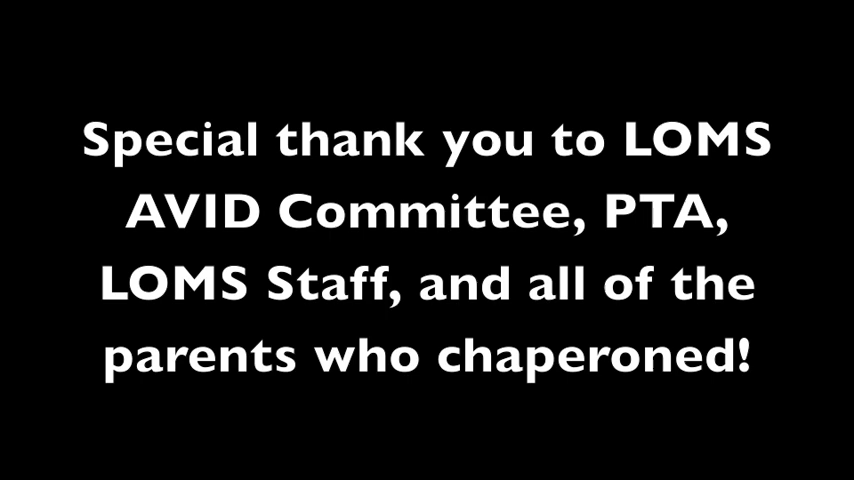 Special thank you to LOMS
AVID Committee, PTA,
LOMS Staff, and all of the
parents who chaperoned!